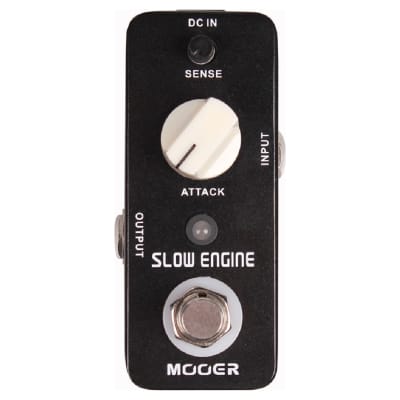 DC IN
SENSE
INPUT
ATTACK
OUTPUT
SLOW ENGINE
MOOER